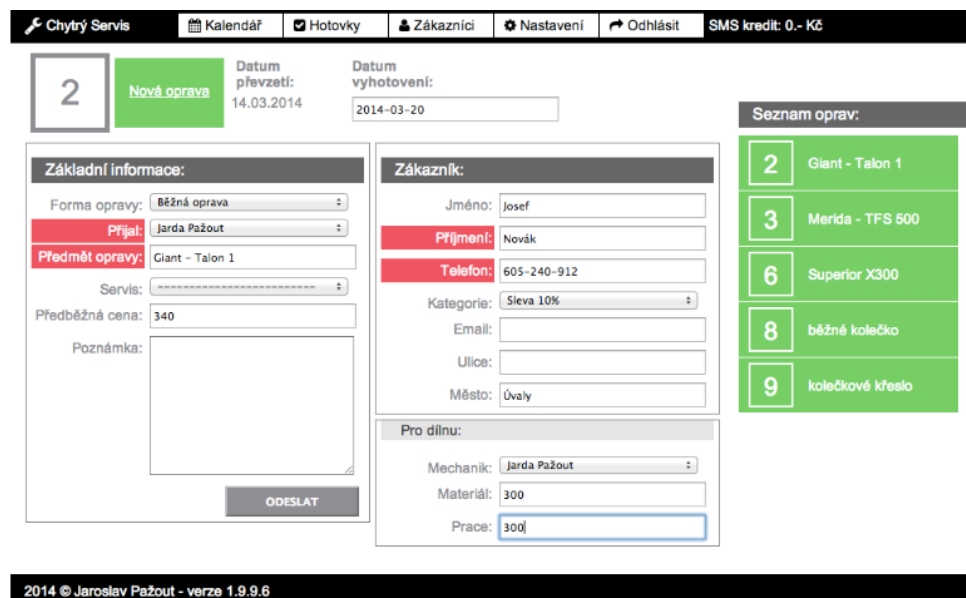 Chytrý Servis
Kalendář
Hotovky
Zákazníci
Nastavení
Odhlásit
SMS kredit: 0.- Kč
2
Nová oprava
Datum
převzetí:
14.03.2014
Datum
vyhotovení:
2014-03-20
Základní informace:
Forma opravy: Běžná oprava
Přijal: Jarda Pažout
Předmět opravy: Giant - Talon 1
Servis: -------------------------
Předběžná cena: 340
Poznámka:
ODESLAT
Zákazník:
Jméno: Josef
Příjmení: Novák
Telefon: 605-240-912
Kategorie: Sleva 10%
Email:
Ulice:
Město: Úvaly
Pro dílnu:
Mechanik: Jarda Pažout
Materiál: 300
Prace: 300
Seznam oprav:
2 Giant - Talon 1
3 Merida - TFS 500
6 Superior X300
8 běžné kolečko
9 kolečkové křeslo
2014 © Jaroslav Pažout - verze 1.9.9.6